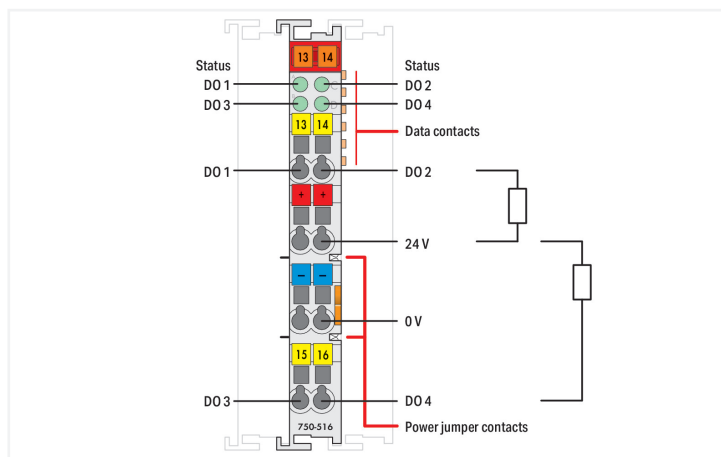 13 14
Status Status
DO 1 C DO 2
DO 3 D DO 4
13 14
Data contacts
DO 1 DO 2
+ +
24 V
− −
0 V
15 16
DO 3 DO 4
750-516
Power jumper contacts